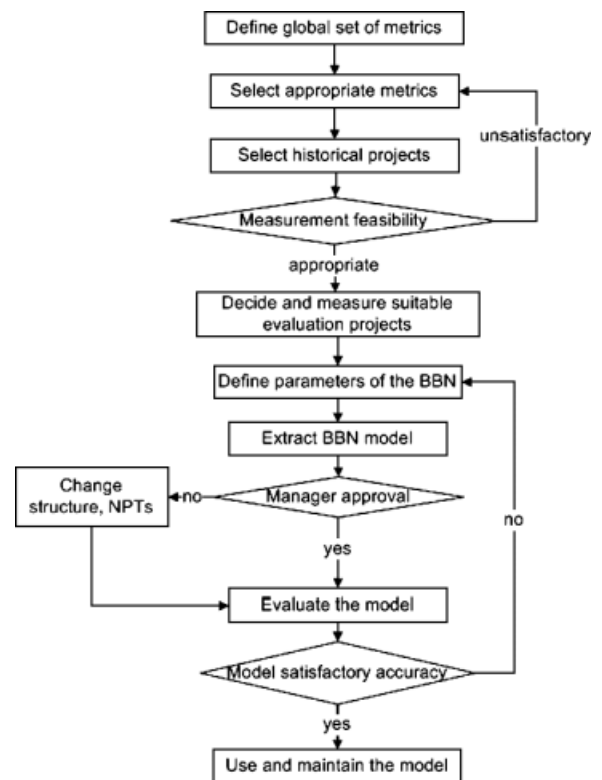 Define global set of metrics
Select appropriate metrics
unsatisfactory
Select historical projects
Measurement feasibility
appropriate
Decide and measure suitable
evaluation projects
Define parameters of the BBN
Extract BBN model
Change
structure, NPTs
no
Manager approval
no
yes
Evaluate the model
Model satisfactory accuracy
yes
Use and maintain the model